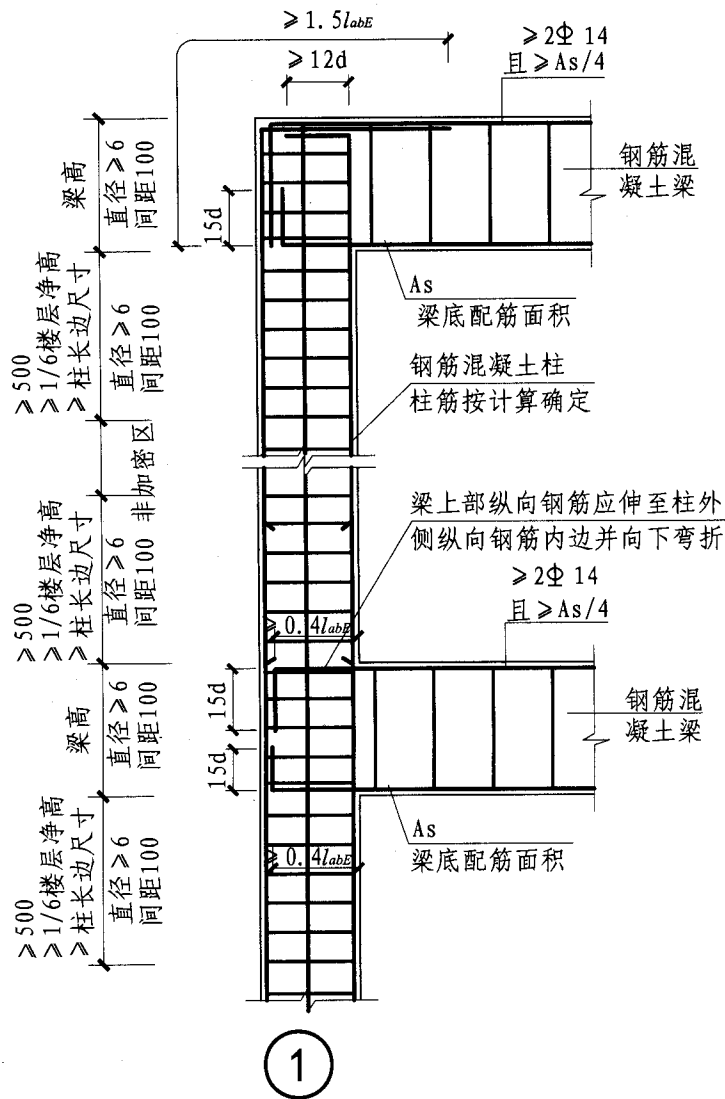 ≥1.5labE
≥12d
≥2Φ 14
且≥As/4
钢筋混
凝土梁
梁高
直径≥6
间距100
15d
As
梁底配筋面积
≥500
≥1/6楼层净高
≥柱长边尺寸
直径≥6
间距100
钢筋混凝土柱
柱筋按计算确定
非加密区
梁上部纵向钢筋应伸至柱外
侧纵向钢筋内边并向下弯折
≥500
≥1/6楼层净高
≥柱长边尺寸
直径≥6
间距100
≥2Φ 14
且≥As/4
≥0.4labE
梁高
直径≥6
间距100
15d
15d
钢筋混
凝土梁
As
梁底配筋面积
≥0.4labE
≥500
≥1/6楼层净高
≥柱长边尺寸
直径≥6
间距100
1